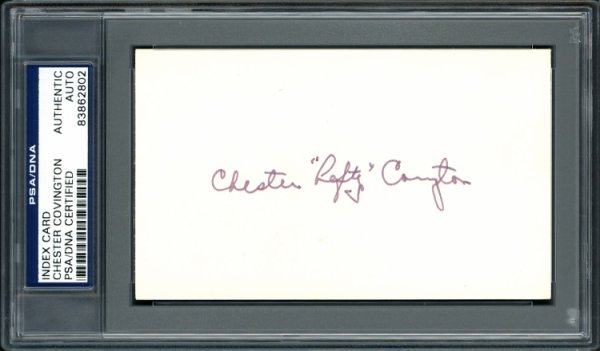 PSA/DNA
INDEX CARD
CHESTER COVINGTON
PSA/DNA CERTIFIED
AUTHENTIC
AUTO
83862802
Chester "Lefty" Covington